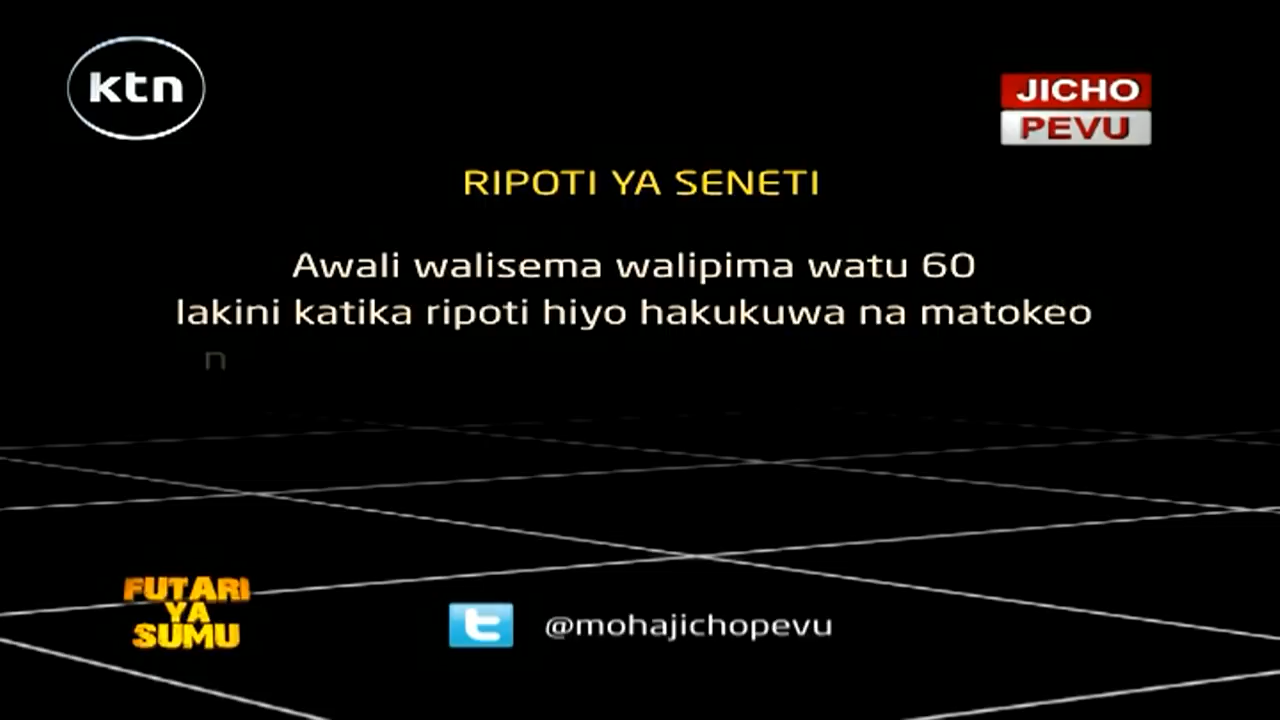 ktn
JICHO
PEVU
RIPOTI YA SENETI
Awali walisema walipima watu 60
lakini katika ripoti hiyo hakukuwa na matokeo
n
FUTARI
YA
SUMU
@mohajichopevu